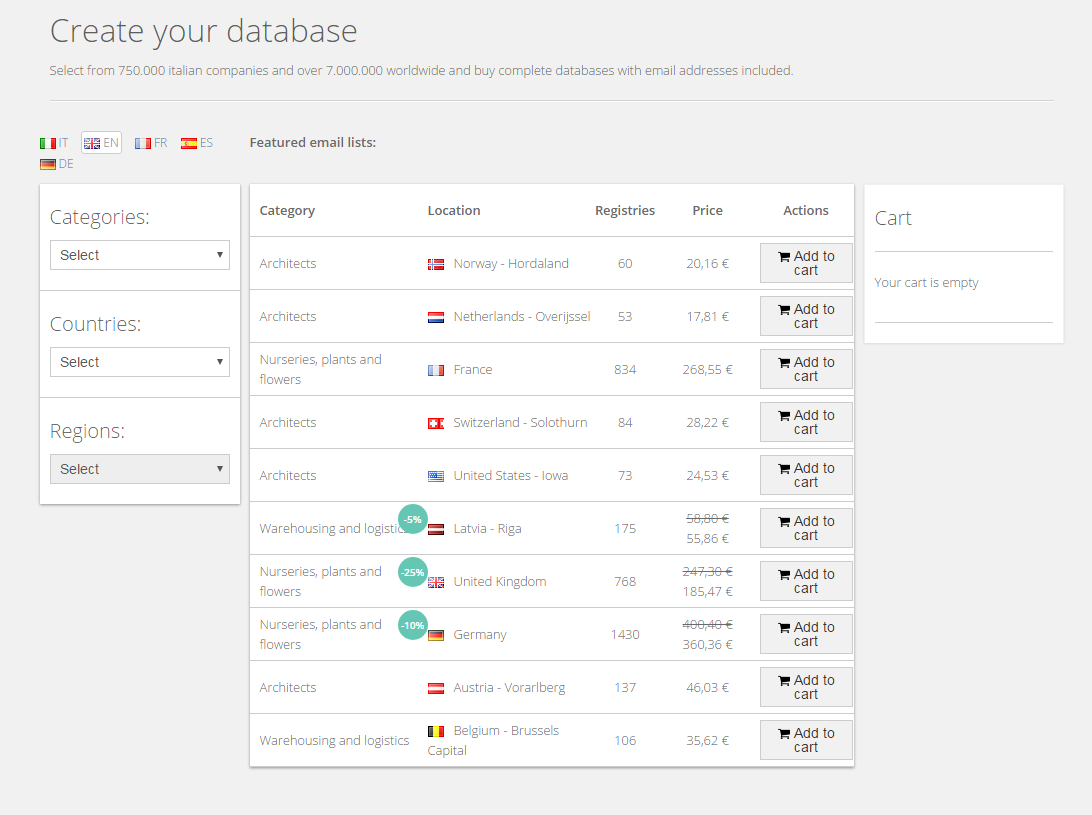 Create your database
Select from 750.000 italian companies and over 7.000.000 worldwide and buy complete databases with email addresses included.
IT EN FR ES
DE
Featured email lists:
Categories:
Select
Countries:
Select
Regions:
Select
Category Location Registries Price Actions
Architects Norway - Hordaland 60 20,16 € Add to
cart
Architects Netherlands - Overijssel 53 17,81 € Add to
cart
Nurseries, plants and
flowers
France 834 268,55 € Add to
cart
Architects Switzerland - Solothurn 84 28,22 € Add to
cart
Architects United States - Iowa 73 24,53 € Add to
cart
-5%
Warehousing and logistics Latvia - Riga 175 58,80 €
55,86 €
Add to
cart
-25%
Nurseries, plants and
flowers
United Kingdom 768 247,30 €
185,47 €
Add to
cart
-10%
Nurseries, plants and
flowers
Germany 1430 400,40 €
360,36 €
Add to
cart
Architects Austria - Vorarlberg 137 46,03 € Add to
cart
Warehousing and logistics Belgium - Brussels
Capital
106 35,62 € Add to
cart
Cart
Your cart is empty